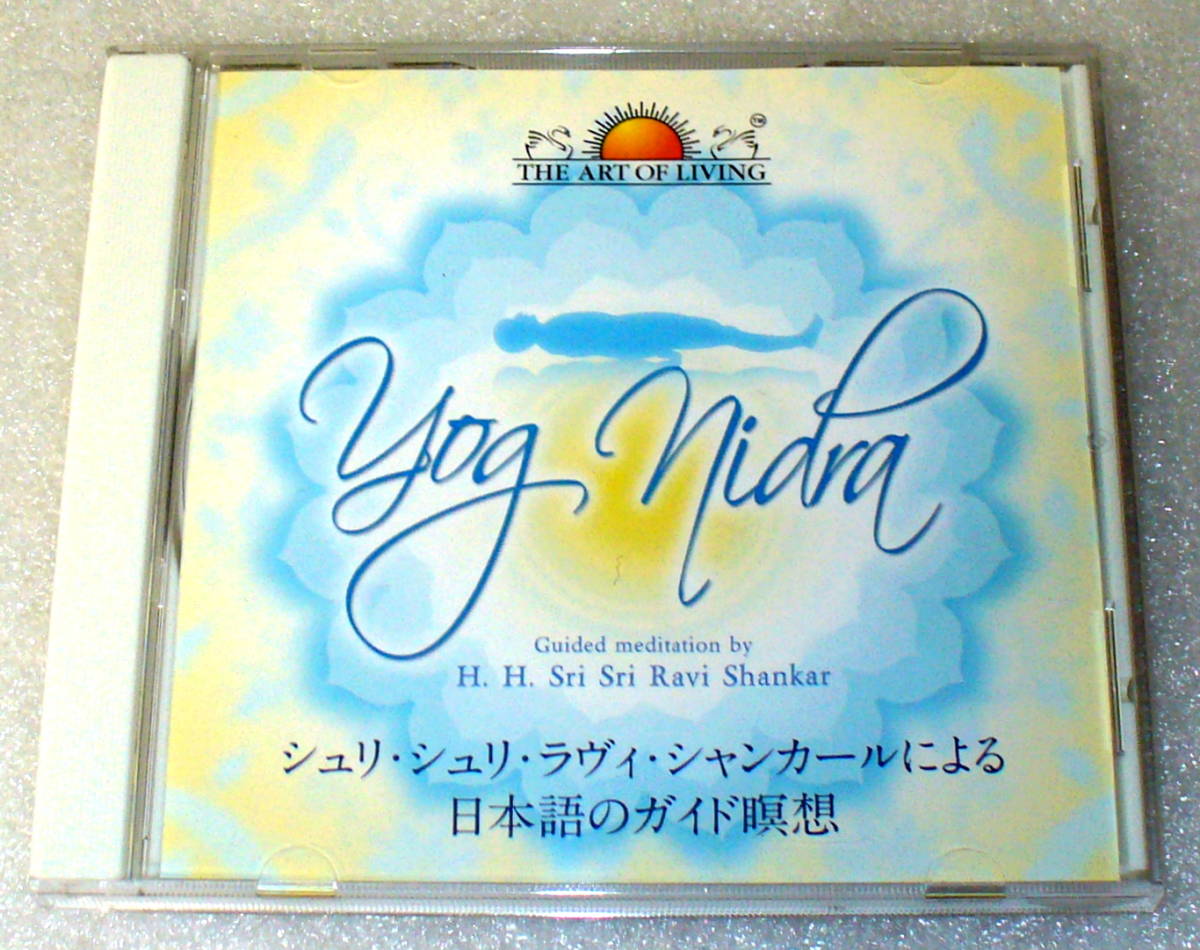 TM
THE ART OF LIVING
Yog Nidra
Guided meditation by
H. H. Sri Sri Ravi Shankar
シュリ・シュリ・ラヴィ・シャンカールによる
日本語のガイド瞑想